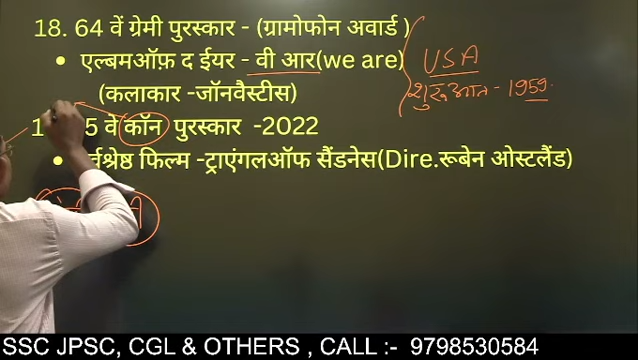 18. 64 वें ग्रेमी पुरस्कार - (ग्रामोफोन अवार्ड )
• एल्बमऑफ़ द ईयर - वी आर(we are)
(कलाकार -जॉनवैस्टीस)
USA
शुरूआत - 1959
5 वें कॉन पुरस्कार -2022
• र्वश्रेष्ठ फिल्म -ट्राएंगलऑफ सैंडनेस(Dire.रूबेन ओस्टलैंड)
SSC JPSC, CGL & OTHERS , CALL :- 9798530584